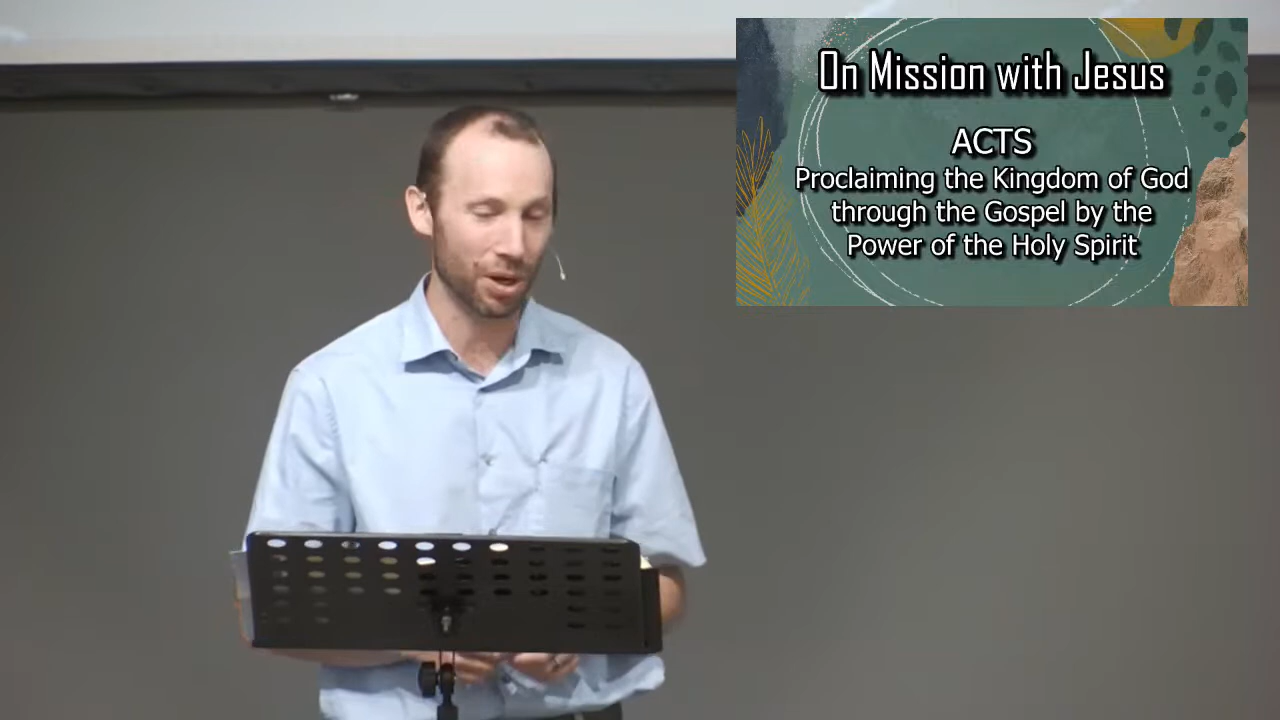 On Mission with Jesus
ACTS
Proclaiming the Kingdom of God
through the Gospel by the
Power of the Holy Spirit